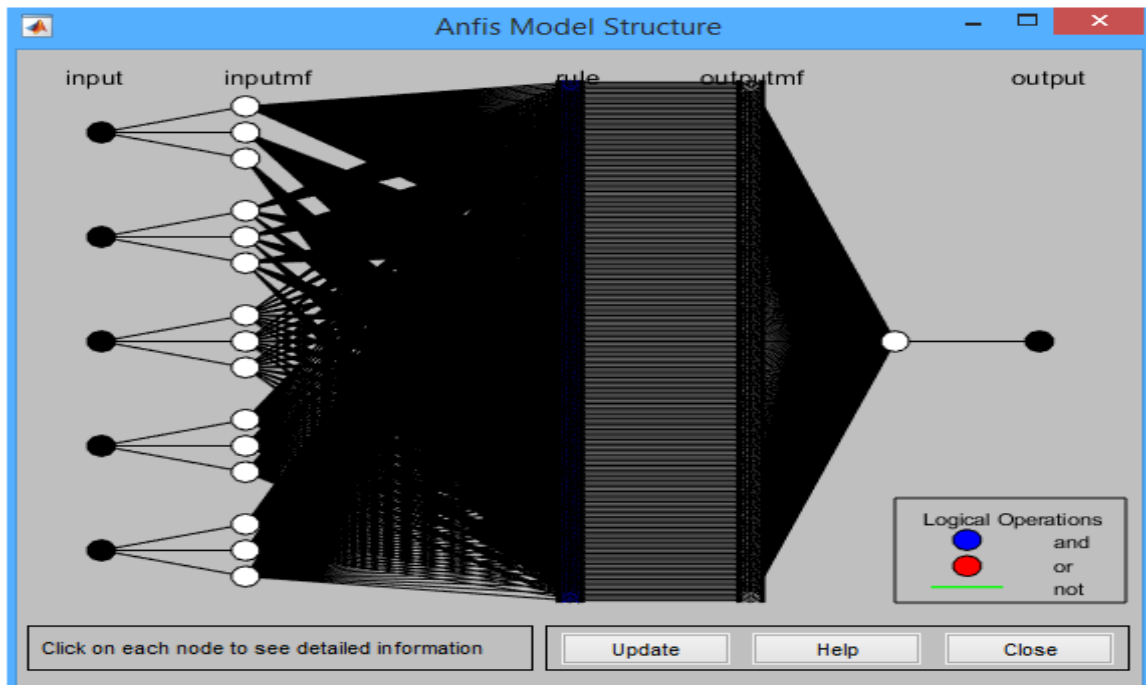 Anfis Model Structure
input inputmf rule outputmf output
Logical Operations
and
or
not
Click on each node to see detailed information
Update Help Close